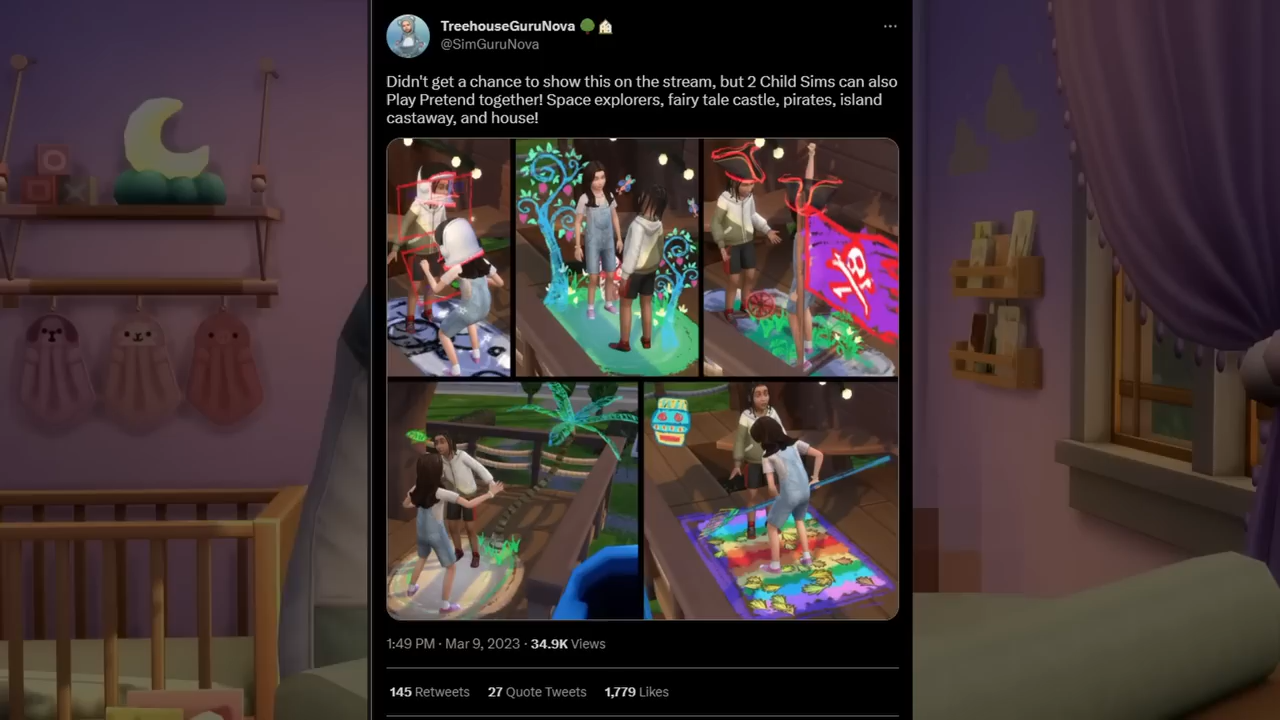 TreehouseGuruNova 🌳🏠
@SimGuruNova
Didn't get a chance to show this on the stream, but 2 Child Sims can also
Play Pretend together! Space explorers, fairy tale castle, pirates, island
castaway, and house!
1:49 PM · Mar 9, 2023 · 34.9K Views
145 Retweets 27 Quote Tweets 1,779 Likes